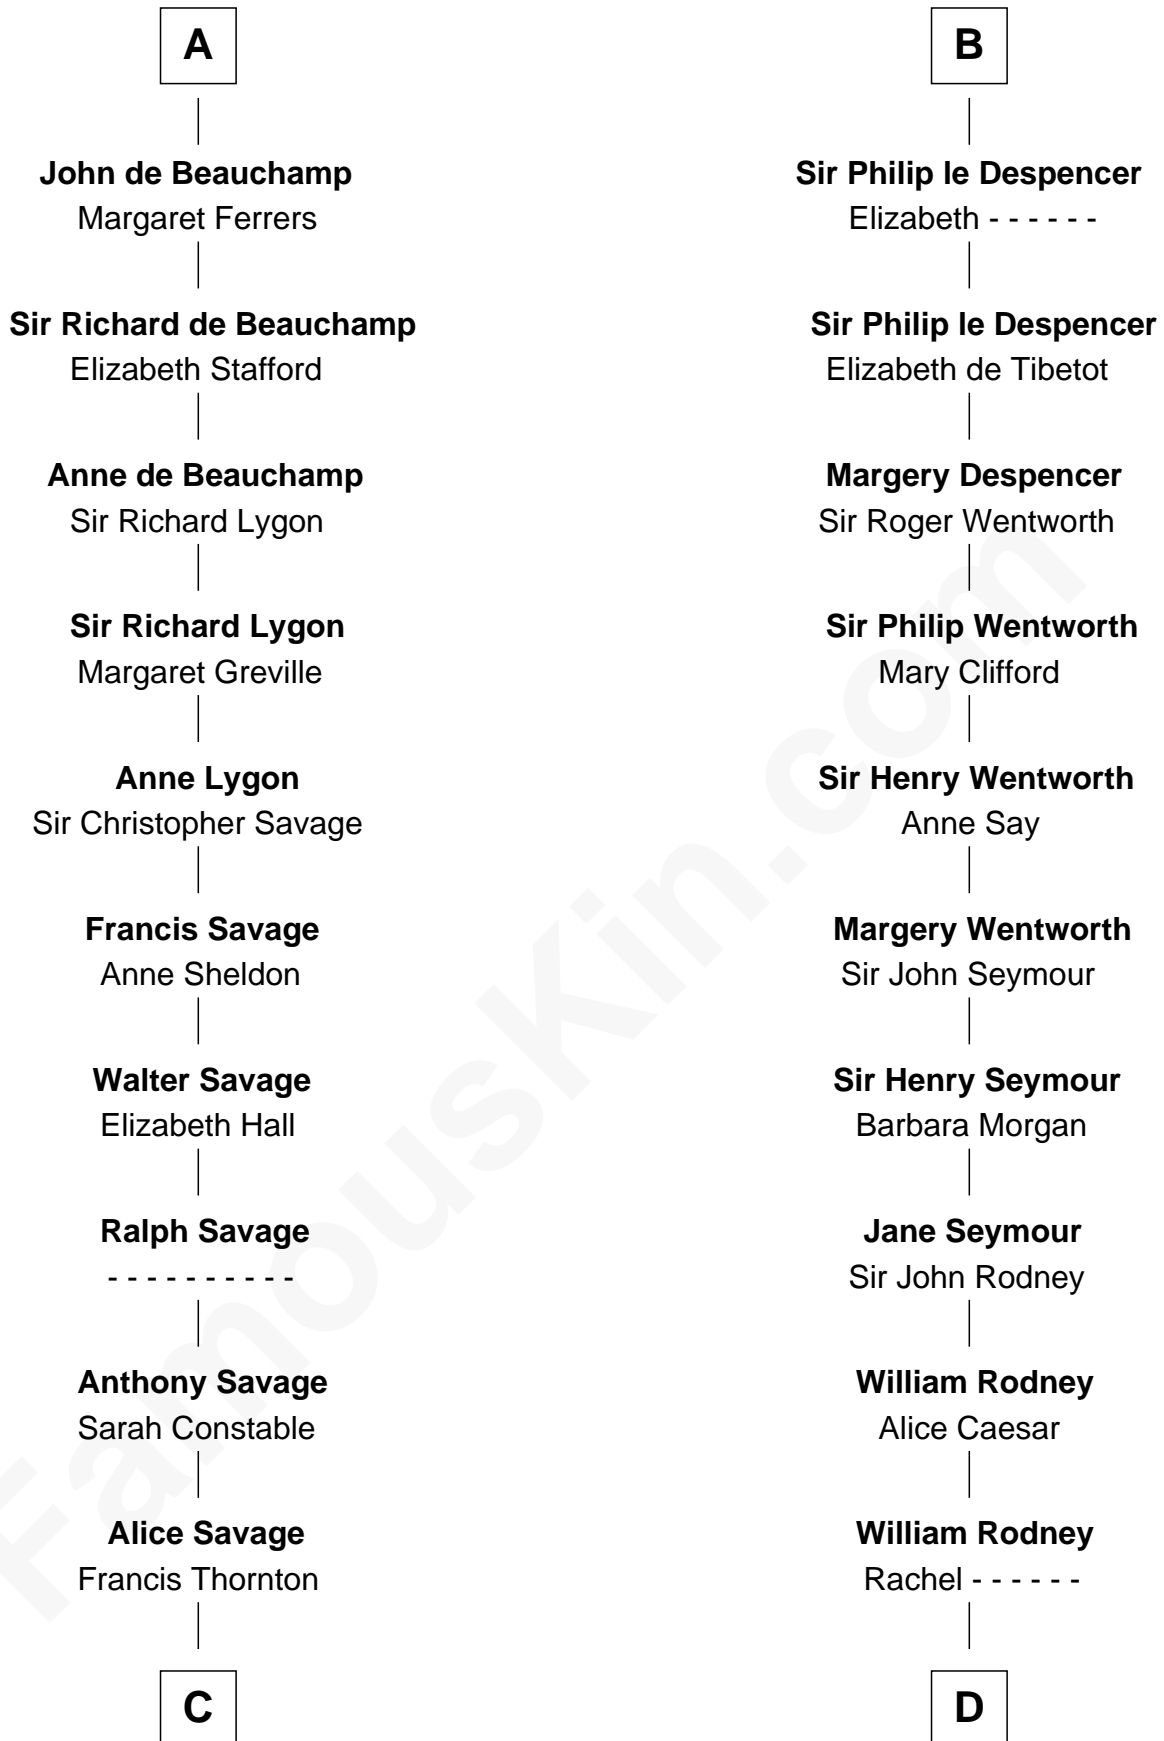 A
John de Beauchamp
Margaret Ferrers
Sir Richard de Beauchamp
Elizabeth Stafford
Anne de Beauchamp
Sir Richard Lygon
Sir Richard Lygon
Margaret Greville
Anne Lygon
Sir Christopher Savage
Francis Savage
Anne Sheldon
Walter Savage
Elizabeth Hall
Ralph Savage
- - - - - - - - - -
Anthony Savage
Sarah Constable
Alice Savage
Francis Thornton
C
B
Sir Philip le Despencer
Elizabeth - - - - - -
Sir Philip le Despencer
Elizabeth de Tibetot
Margery Despencer
Sir Roger Wentworth
Sir Philip Wentworth
Mary Clifford
Sir Henry Wentworth
Anne Say
Margery Wentworth
Sir John Seymour
Sir Henry Seymour
Barbara Morgan
Jane Seymour
Sir John Rodney
William Rodney
Alice Caesar
William Rodney
Rachel - - - - - -
D
FamousKin.com